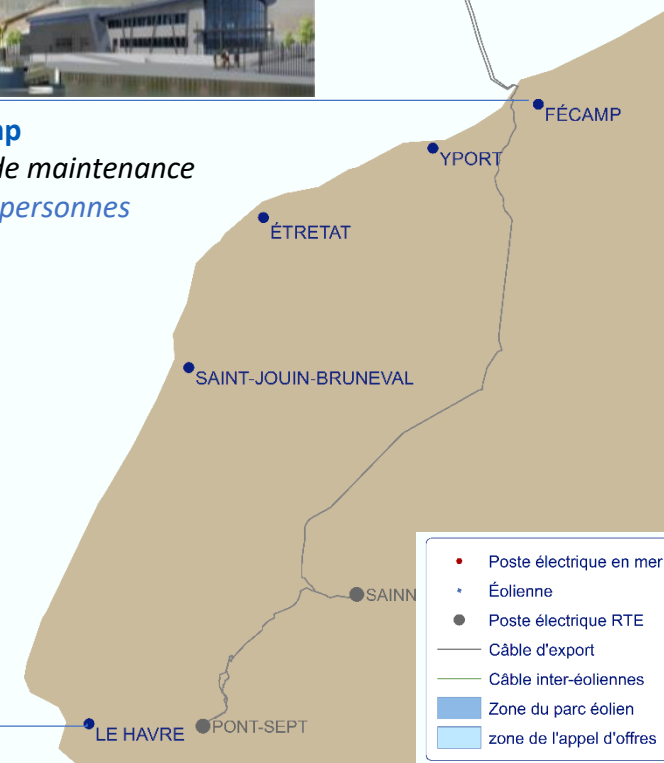 mp
de maintenance
personnes
FÉCAMP
YPORT
ÉTRETAT
SAINT-JOUIN-BRUNEVAL
SAINN
PONT-SEPT
LE HAVRE
Poste électrique en mer
Éolienne
Poste électrique RTE
Câble d'export
Câble inter-éoliennes
Zone du parc éolien
zone de l'appel d'offres